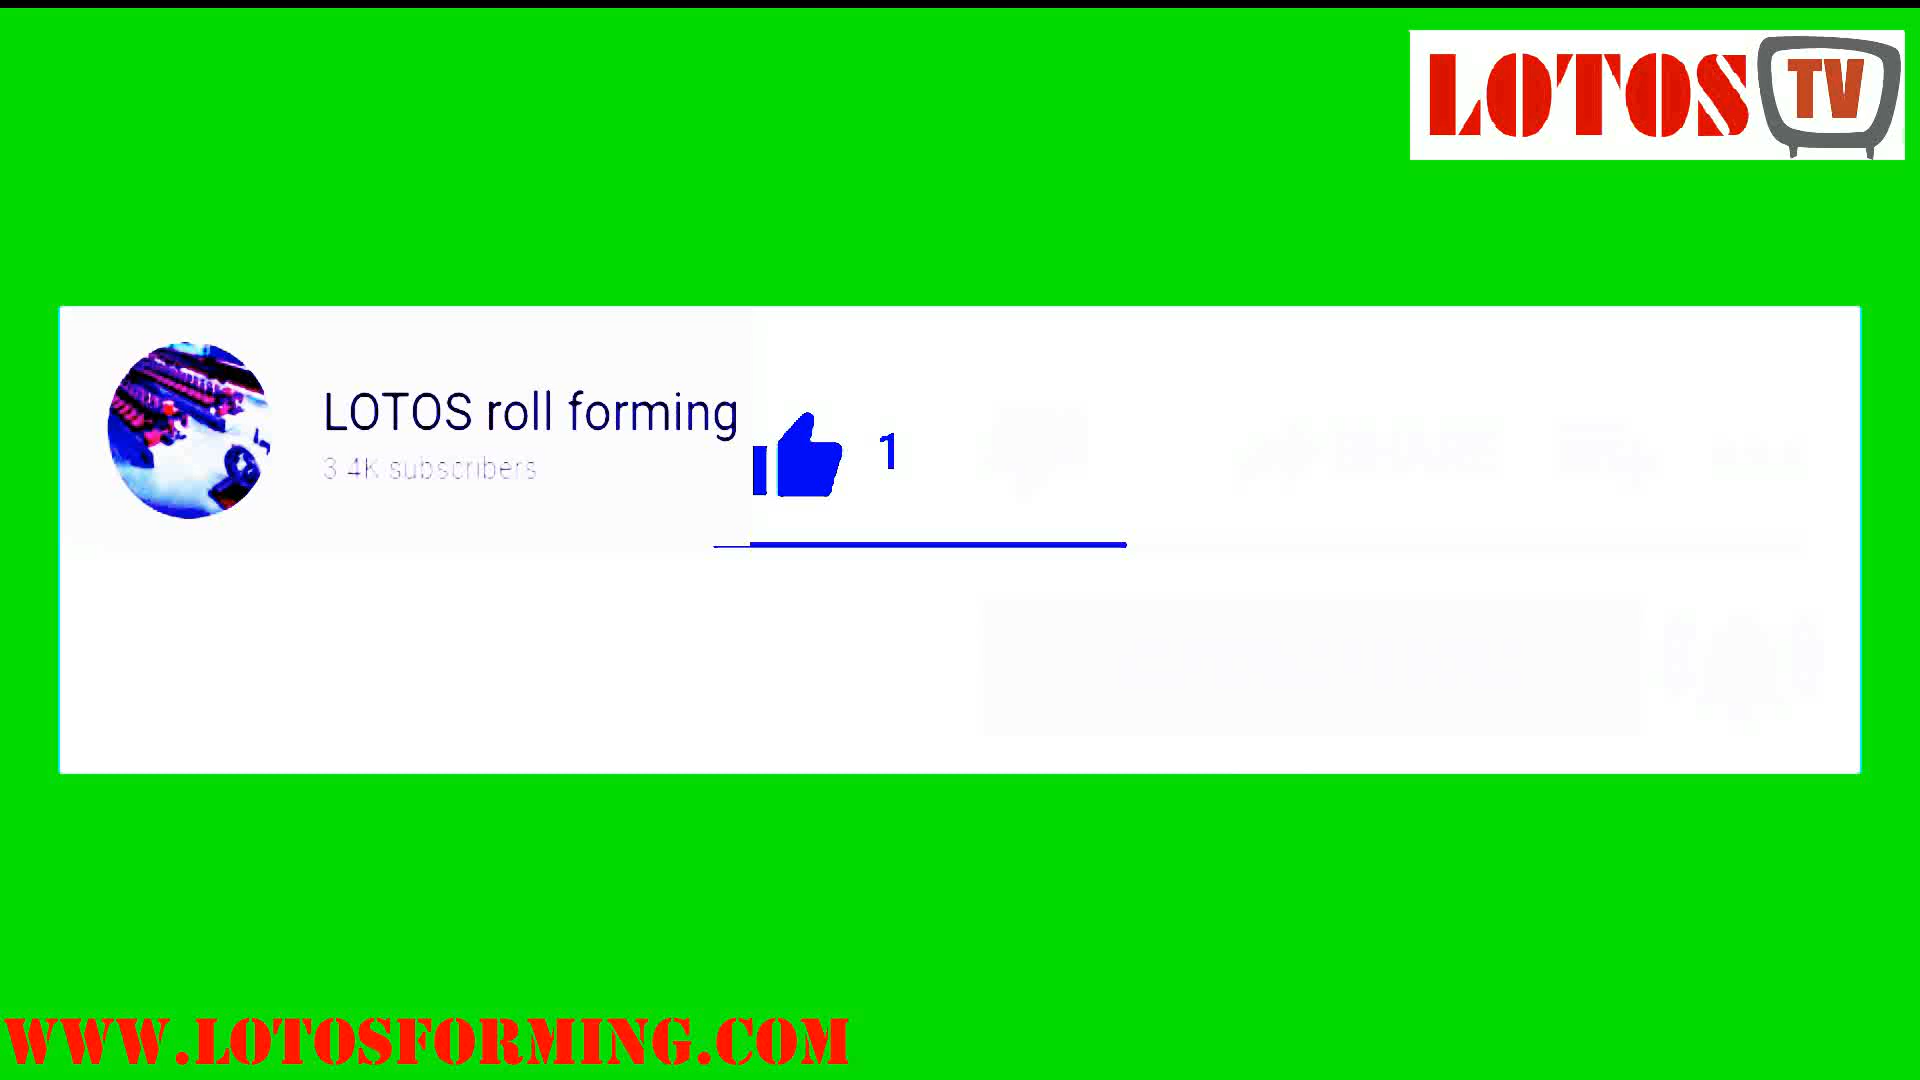 LOTOS TV
LOTOS roll forming
3.4K subscribers
1
WWW.LOTOSFORMING.COM